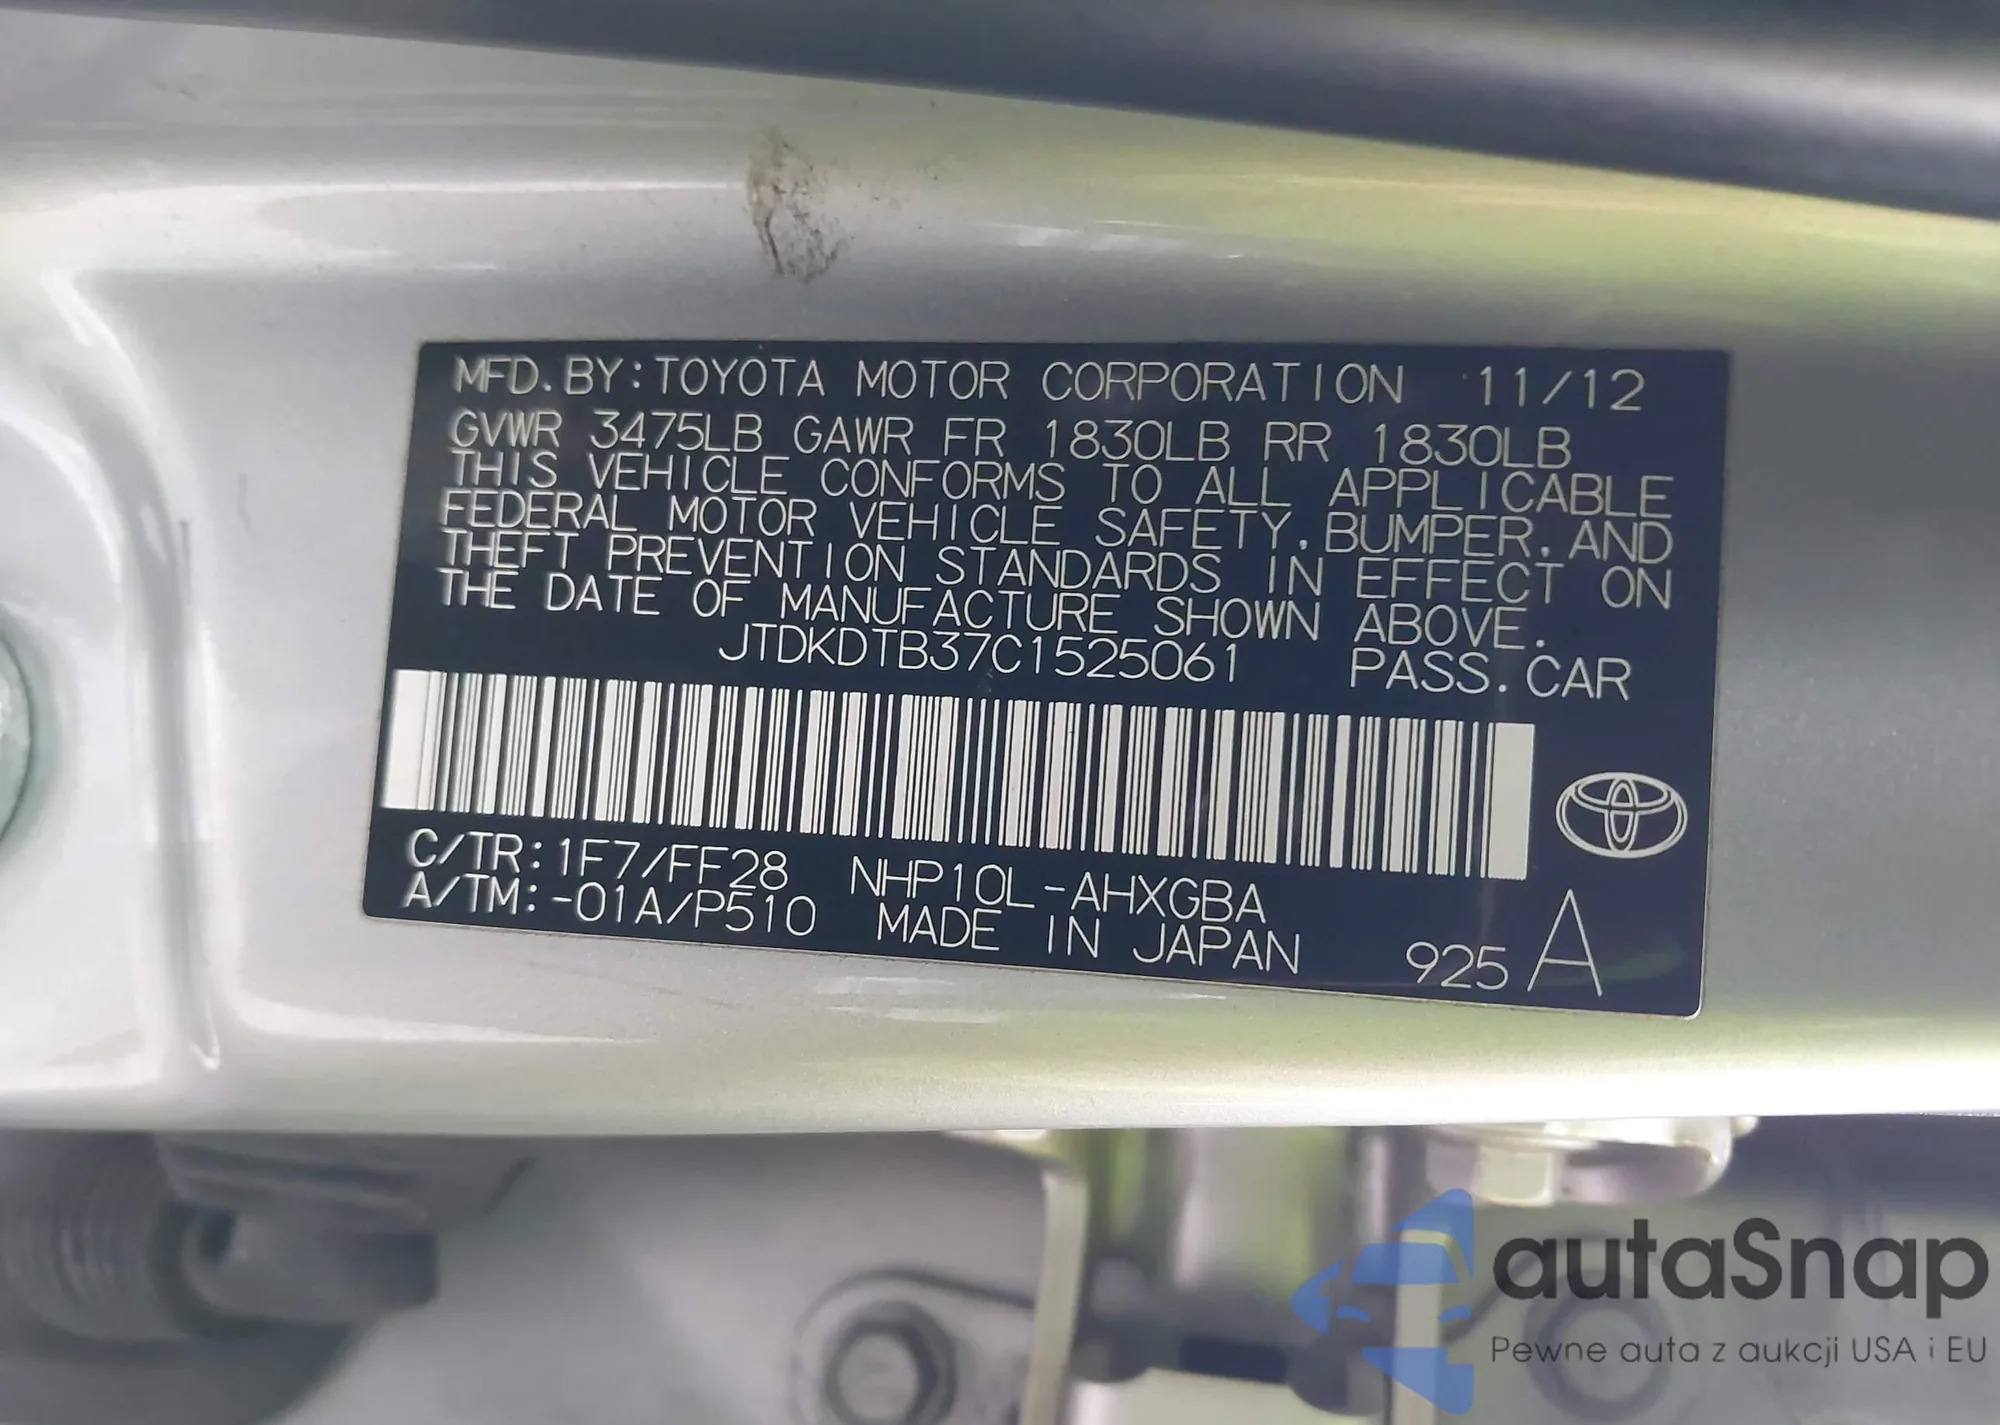 MFD.BY:TOYOTA MOTOR CORPORATION 11/12
GVWR 3475LB GAWR FR 1830LB RR 1830LB
THIS VEHICLE CONFORMS TO ALL APPLICABLE
FEDERAL MOTOR VEHICLE SAFETY, BUMPER, AND
THEFT PREVENTION STANDARDS IN EFFECT ON
THE DATE OF MANUFACTURE SHOWN ABOVE.
JTDKDTB37C1525061 PASS.CAR
C/TR:1F7/FF28 NHP10L-AHXGBA
A/TM:-01A/P510 MADE IN JAPAN 925 A
autaSnap
Pewne auta z aukcji USA i EU